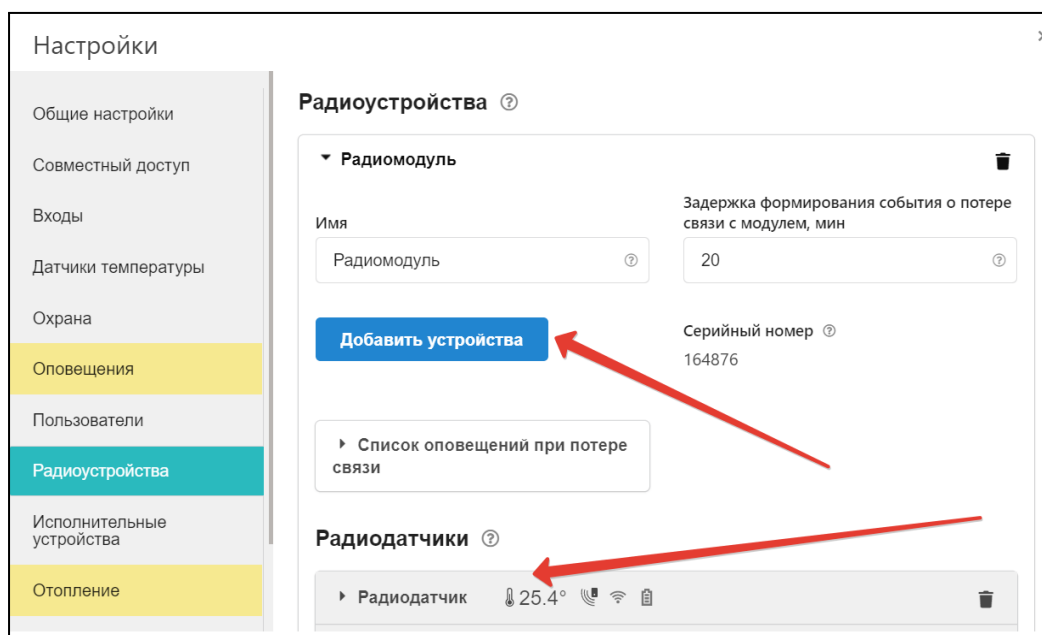 Настройки
Общие настройки
Совместный доступ
Входы
Датчики температуры
Охрана
Оповещения
Пользователи
Радиоустройства
Исполнительные
устройства
Отопление
Радиоустройства
Радиомодуль
Имя
Радиомодуль
Задержка формирования события о потере
связи с модулем, мин
20
Добавить устройства
Серийный номер
164876
Список оповещений при потере
связи
Радиодатчики
Радиодатчик 25.4°